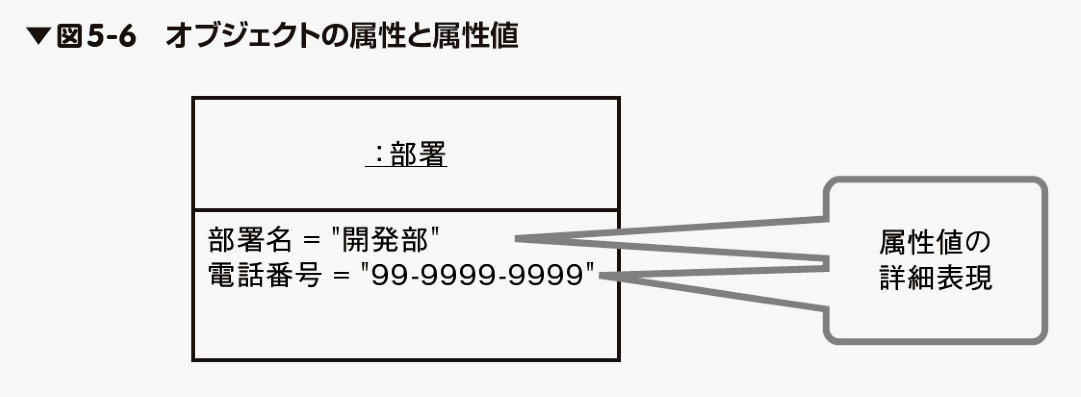 ▼図5-6 オブジェクトの属性と属性値
：部署
部署名 = "開発部"
電話番号 = "99-9999-9999"
属性値の
詳細表現